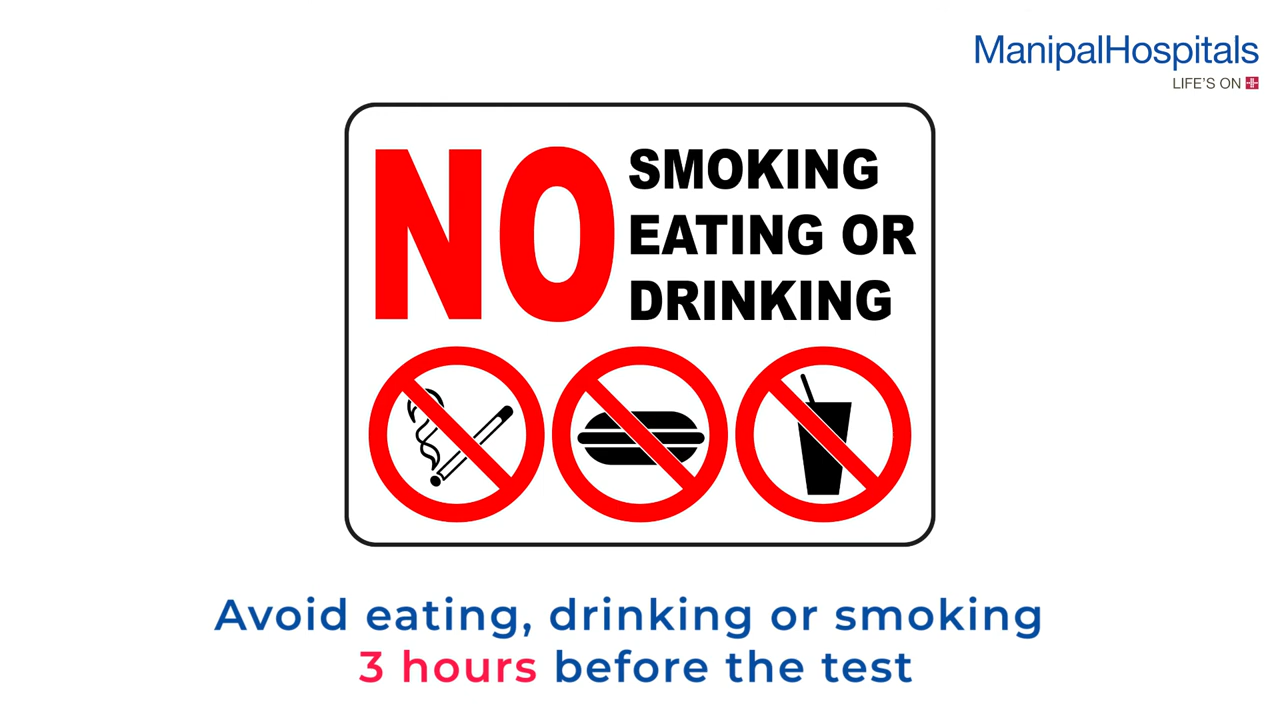 ManipalHospitals
LIFE'S ON
NO
SMOKING
EATING OR
DRINKING
Avoid eating, drinking or smoking
3 hours before the test